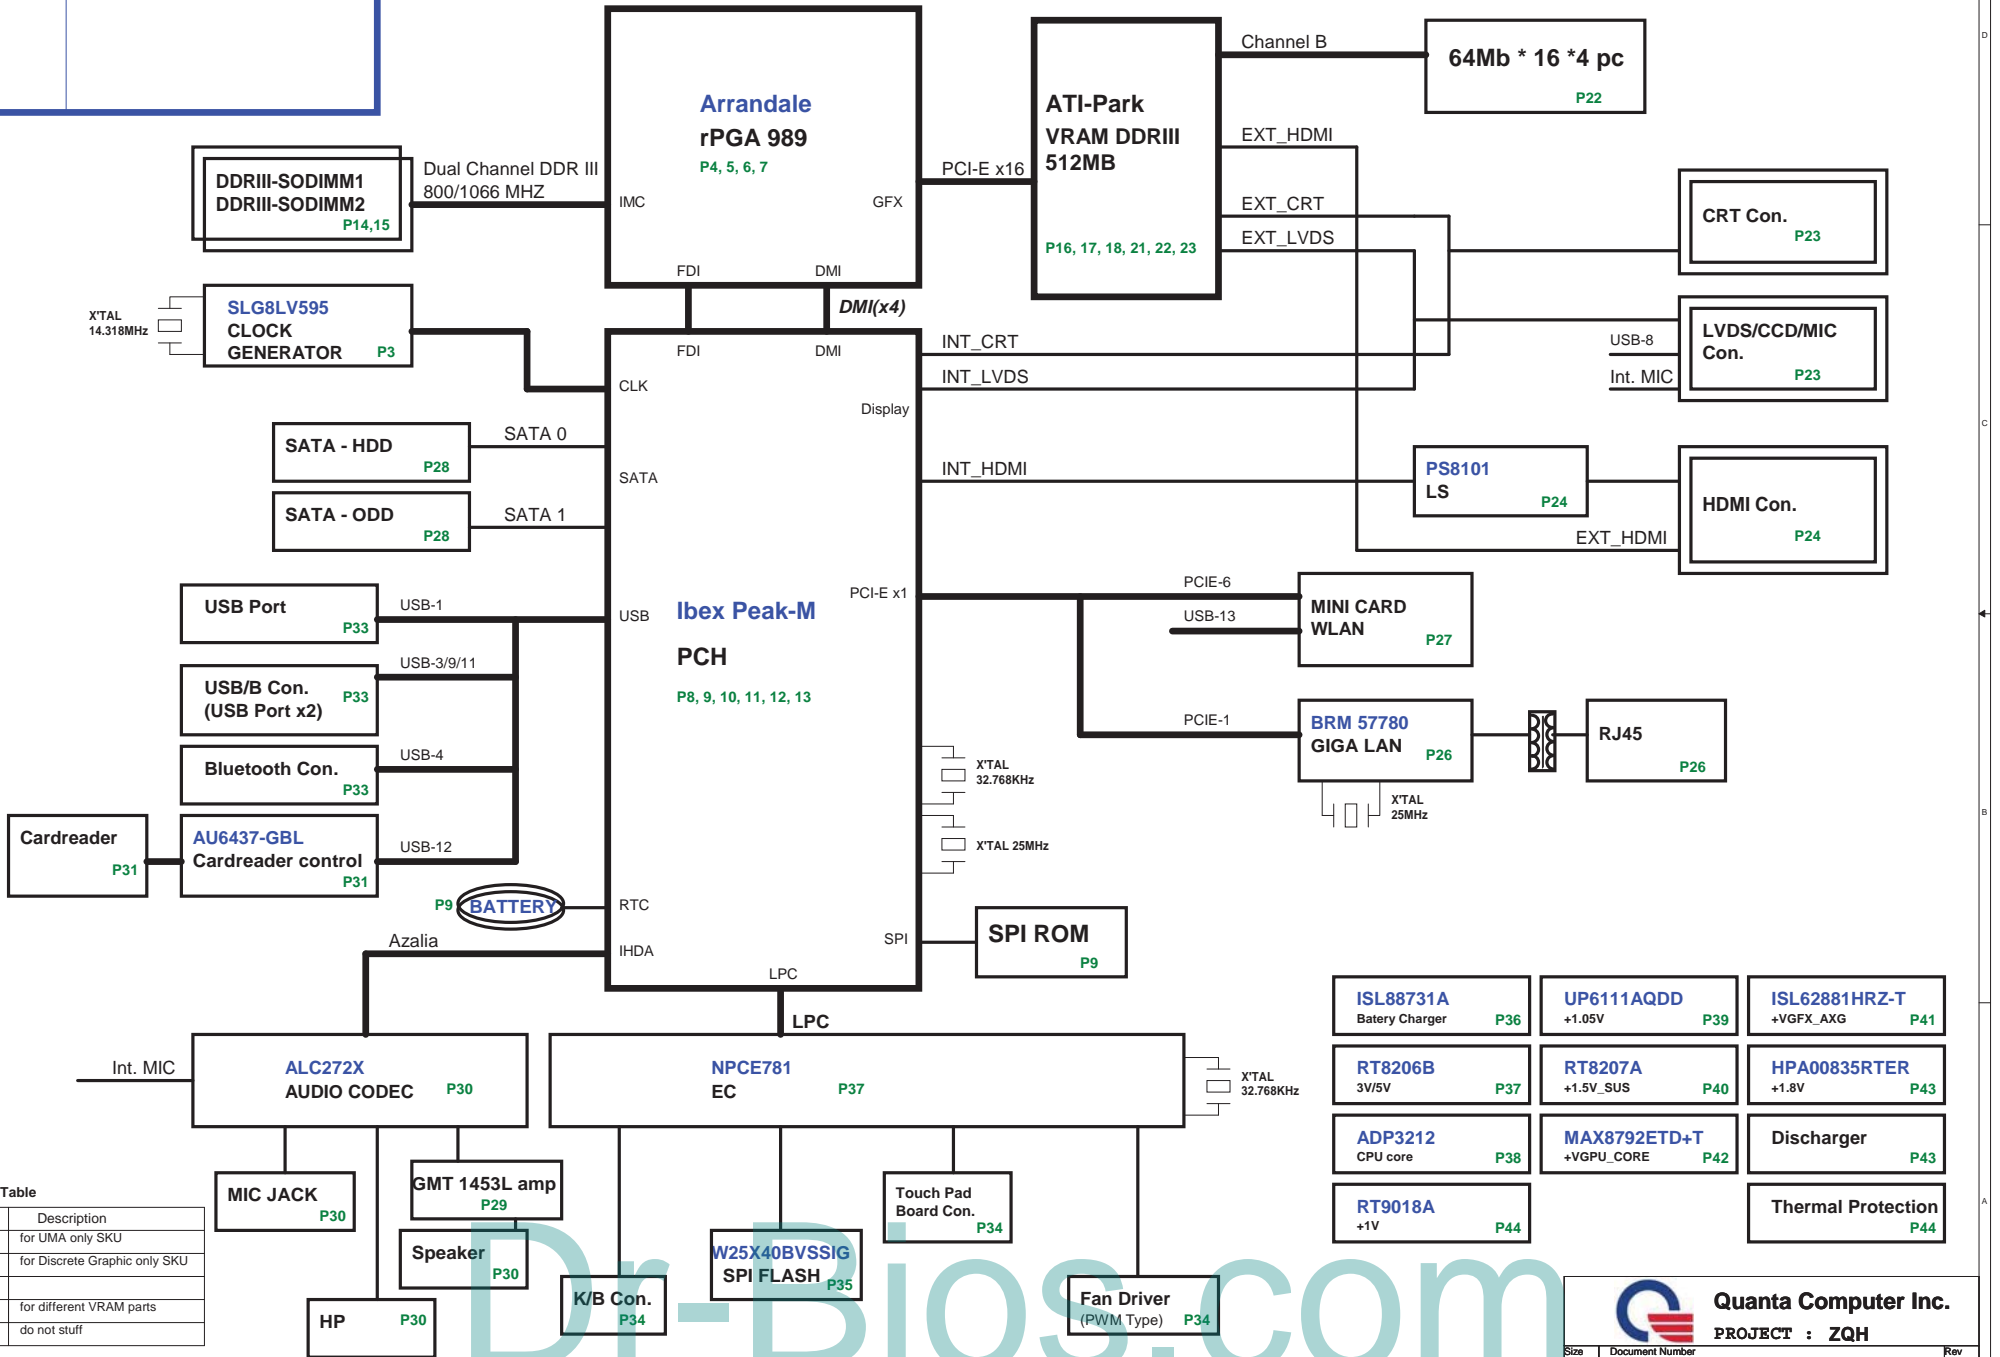 Arrandale
rPGA 989
P4, 5, 6, 7
IMC
GFX
FDI
DMI
DDRIII-SODIMM1
DDRIII-SODIMM2
P14,15
Dual Channel DDR III
800/1066 MHZ
PCI-E x16
ATI-Park
VRAM DDRIII
512MB
P16, 17, 18, 21, 22, 23
Channel B
64Mb * 16 *4 pc
P22
EXT_HDMI
EXT_CRT
EXT_LVDS
CRT Con.
P23
X'TAL
14.318MHz
SLG8LV595
CLOCK
GENERATOR
P3
DMI(x4)
FDI
DMI
CLK
Display
INT_CRT
INT_LVDS
USB-8
Int. MIC
LVDS/CCD/MIC
Con.
P23
SATA - HDD
P28
SATA 0
SATA
SATA - ODD
P28
SATA 1
INT_HDMI
PS8101
LS
P24
HDMI Con.
P24
EXT_HDMI
USB Port
P33
USB-1
USB
USB/B Con.
(USB Port x2)
P33
USB-3/9/11
Bluetooth Con.
P33
USB-4
Cardreader
P31
AU6437-GBL
Cardreader control
P31
USB-12
Ibex Peak-M
PCH
P8, 9, 10, 11, 12, 13
PCI-E x1
PCIE-6
USB-13
MINI CARD
WLAN
P27
PCIE-1
BRM 57780
GIGA LAN
P26
RJ45
P26
X'TAL
25MHz
X'TAL
32.768KHz
X'TAL 25MHz
P9
BATTERY
RTC
Azalia
IHDA
SPI
SPI ROM
P9
LPC
LPC
Int. MIC
ALC272X
AUDIO CODEC
P30
NPCE781
EC
P37
X'TAL
32.768KHz
MIC JACK
P30
GMT 1453L amp
P29
Speaker
P30
HP
P30
K/B Con.
P34
W25X40BVSSIG
SPI FLASH
P35
Touch Pad
Board Con.
P34
Fan Driver
(PWM Type)
P34
ISL88731A
Batery Charger
P36
UP6111AQDD
+1.05V
P39
ISL62881HRZ-T
+VGFX_AXG
P41
RT8206B
3V/5V
P37
RT8207A
+1.5V_SUS
P40
HPA00835RTER
+1.8V
P43
ADP3212
CPU core
P38
MAX8792ETD+T
+VGPU_CORE
P42
Discharger
P43
RT9018A
+1V
P44
Thermal Protection
P44
Table
Description
for UMA only SKU
for Discrete Graphic only SKU
for different VRAM parts
do not stuff
Dr-Bios.com
Quanta Computer Inc.
PROJECT : ZQH
Size
Document Number
Rev
D
C
B
A